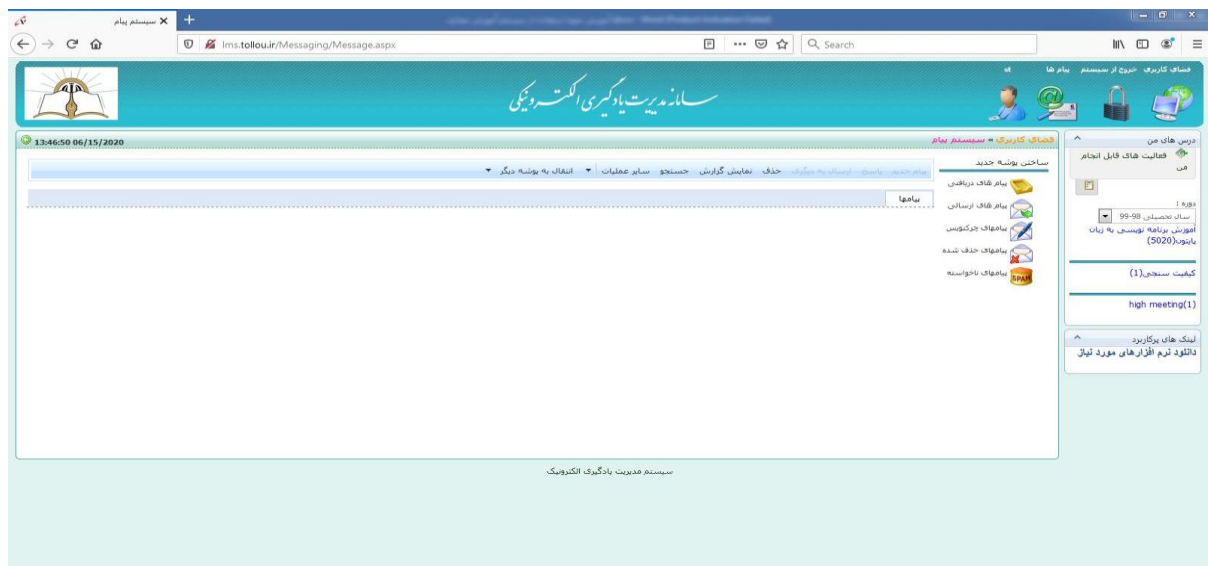 سیستم پیام
lms.tollou.ir/Messaging/Message.aspx
Search
سامانه مدیریت یادگیری الکترونیکی
فضای کاربری خروج از سیستم پیام ها
درس های من
فعالیت های قابل انجام من
دوره :
سال تحصیلی 98-99
آموزش برنامه نویسی به زبان پایتون(5020)
کیفیت سنجی(1)
high meeting(1)
لینک های پرکاربرد
دانلود نرم افزارهای مورد نیاز
فضای کاربری » سیستم پیام
13:46:50 06/15/2020
ساختن پوشه جدید
پیام های دریافتی
پیام های ارسالی
پیامهای چرکنویس
پیامهای حذف شده
پیامهای ناخواسته
SPAM
پیام جدید پاسخ ارسال به دیگری حذف نمایش گزارش جستجو سایر عملیات انتقال به پوشه دیگر
پیامها
سیستم مدیریت یادگیری الکترونیک